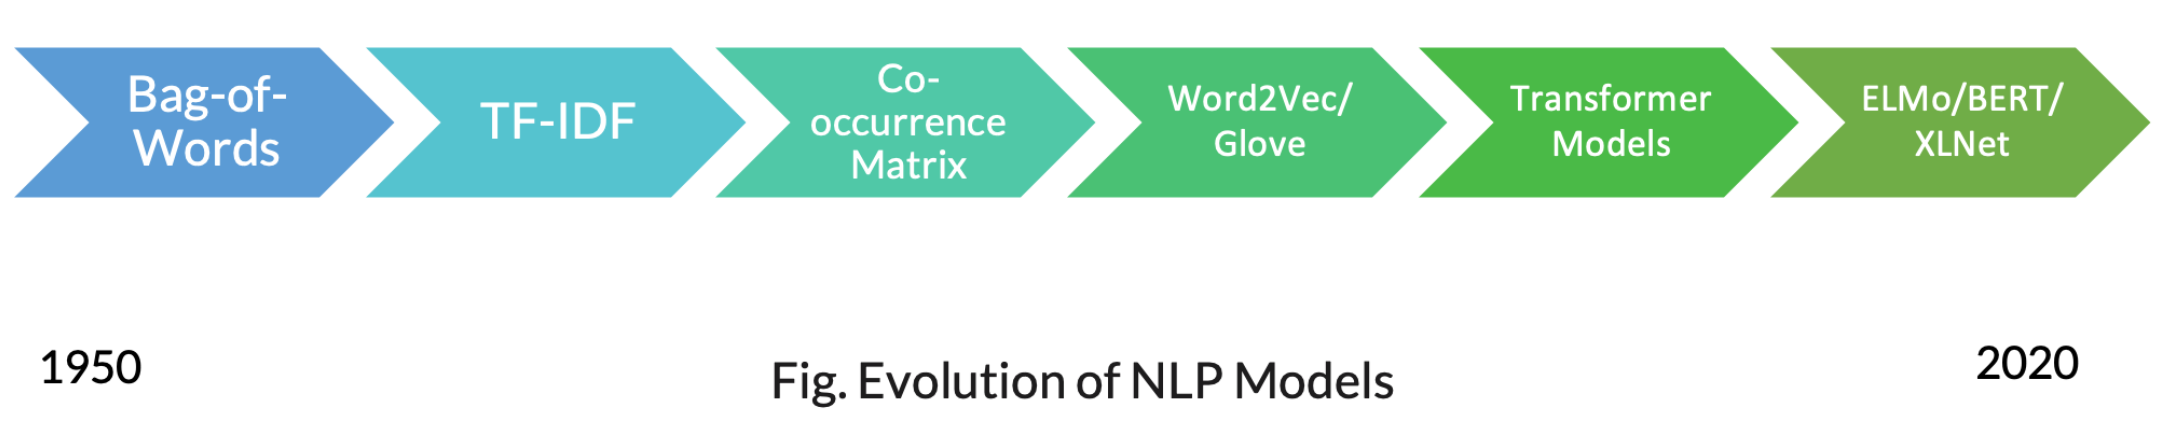 Bag-of-
Words
TF-IDF
Co-
occurrence
Matrix
Word2Vec/
Glove
Transformer
Models
ELMo/BERT/
XLNet
1950
Fig. Evolution of NLP Models
2020